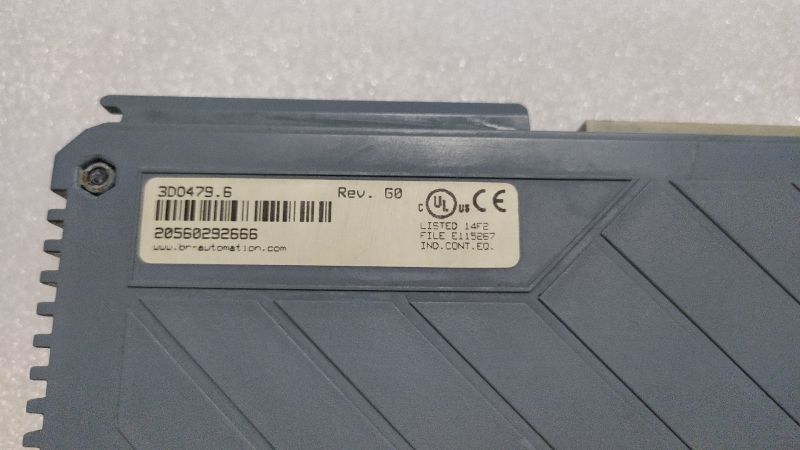 3DO479.6 Rev. G0
20560292666
www.br-automation.com
C UL US CE
LISTED 14F2
FILE E115267
IND.CONT.EQ.